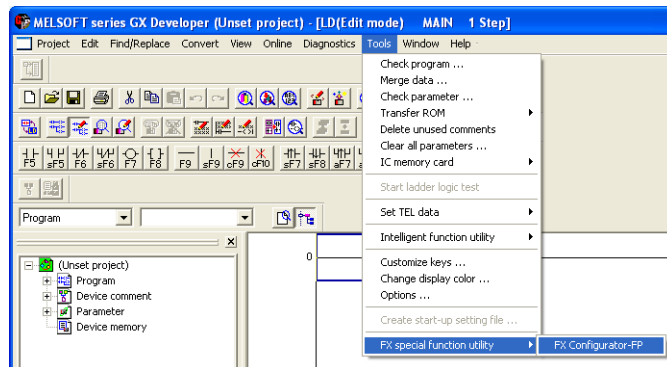 MELSOFT series GX Developer (Unset project) - [LD(Edit mode) MAIN 1 Step]
Project Edit Find/Replace Convert View Online Diagnostics Tools Window Help
Check program ...
Merge data ...
Check parameter ...
Transfer ROM
Delete unused comments
Clear all parameters ...
IC memory card
Start ladder logic test
Set TEL data
Intelligent function utility
Customize keys ...
Change display color ...
Options ...
Create start-up setting file ...
FX special function utility
FX Configurator-FP
F5 sF5 F6 sF6 F7 F8 F9 sF9 cF9 cF10 sF7 sF8 aF7
Program
0
(Unset project)
Program
Device comment
Parameter
Device memory